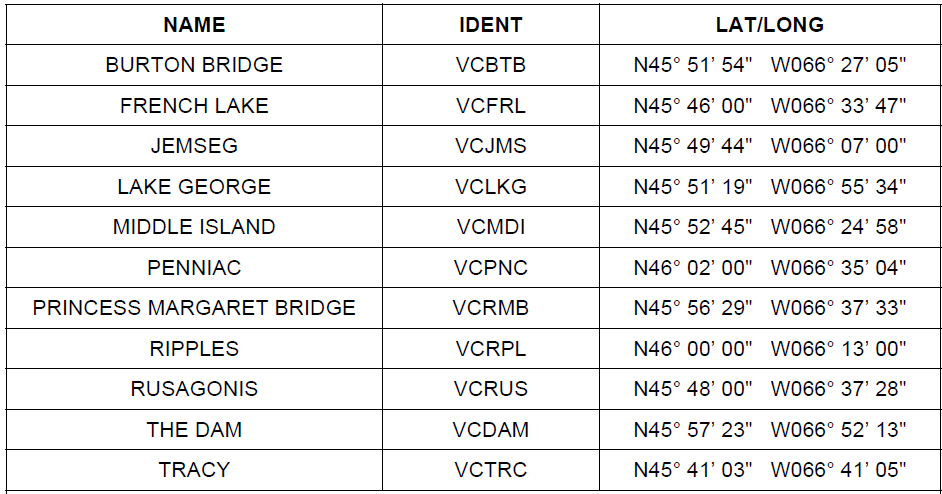 NAME IDENT LAT/LONG
BURTON BRIDGE VCBTB N45° 51’ 54" W066° 27’ 05"
FRENCH LAKE VCFRL N45° 46’ 00" W066° 33’ 47"
JEMSEG VCJMS N45° 49’ 44" W066° 07’ 00"
LAKE GEORGE VCLKG N45° 51’ 19" W066° 55’ 34"
MIDDLE ISLAND VCMDI N45° 52’ 45" W066° 24’ 58"
PENNIAC VCPNC N46° 02’ 00" W066° 35’ 04"
PRINCESS MARGARET BRIDGE VCRMB N45° 56’ 29" W066° 37’ 33"
RIPPLES VCRPL N46° 00’ 00" W066° 13’ 00"
RUSAGONIS VCRUS N45° 48’ 00" W066° 37’ 28"
THE DAM VCDAM N45° 57’ 23" W066° 52’ 13"
TRACY VCTRC N45° 41’ 03" W066° 41’ 05"